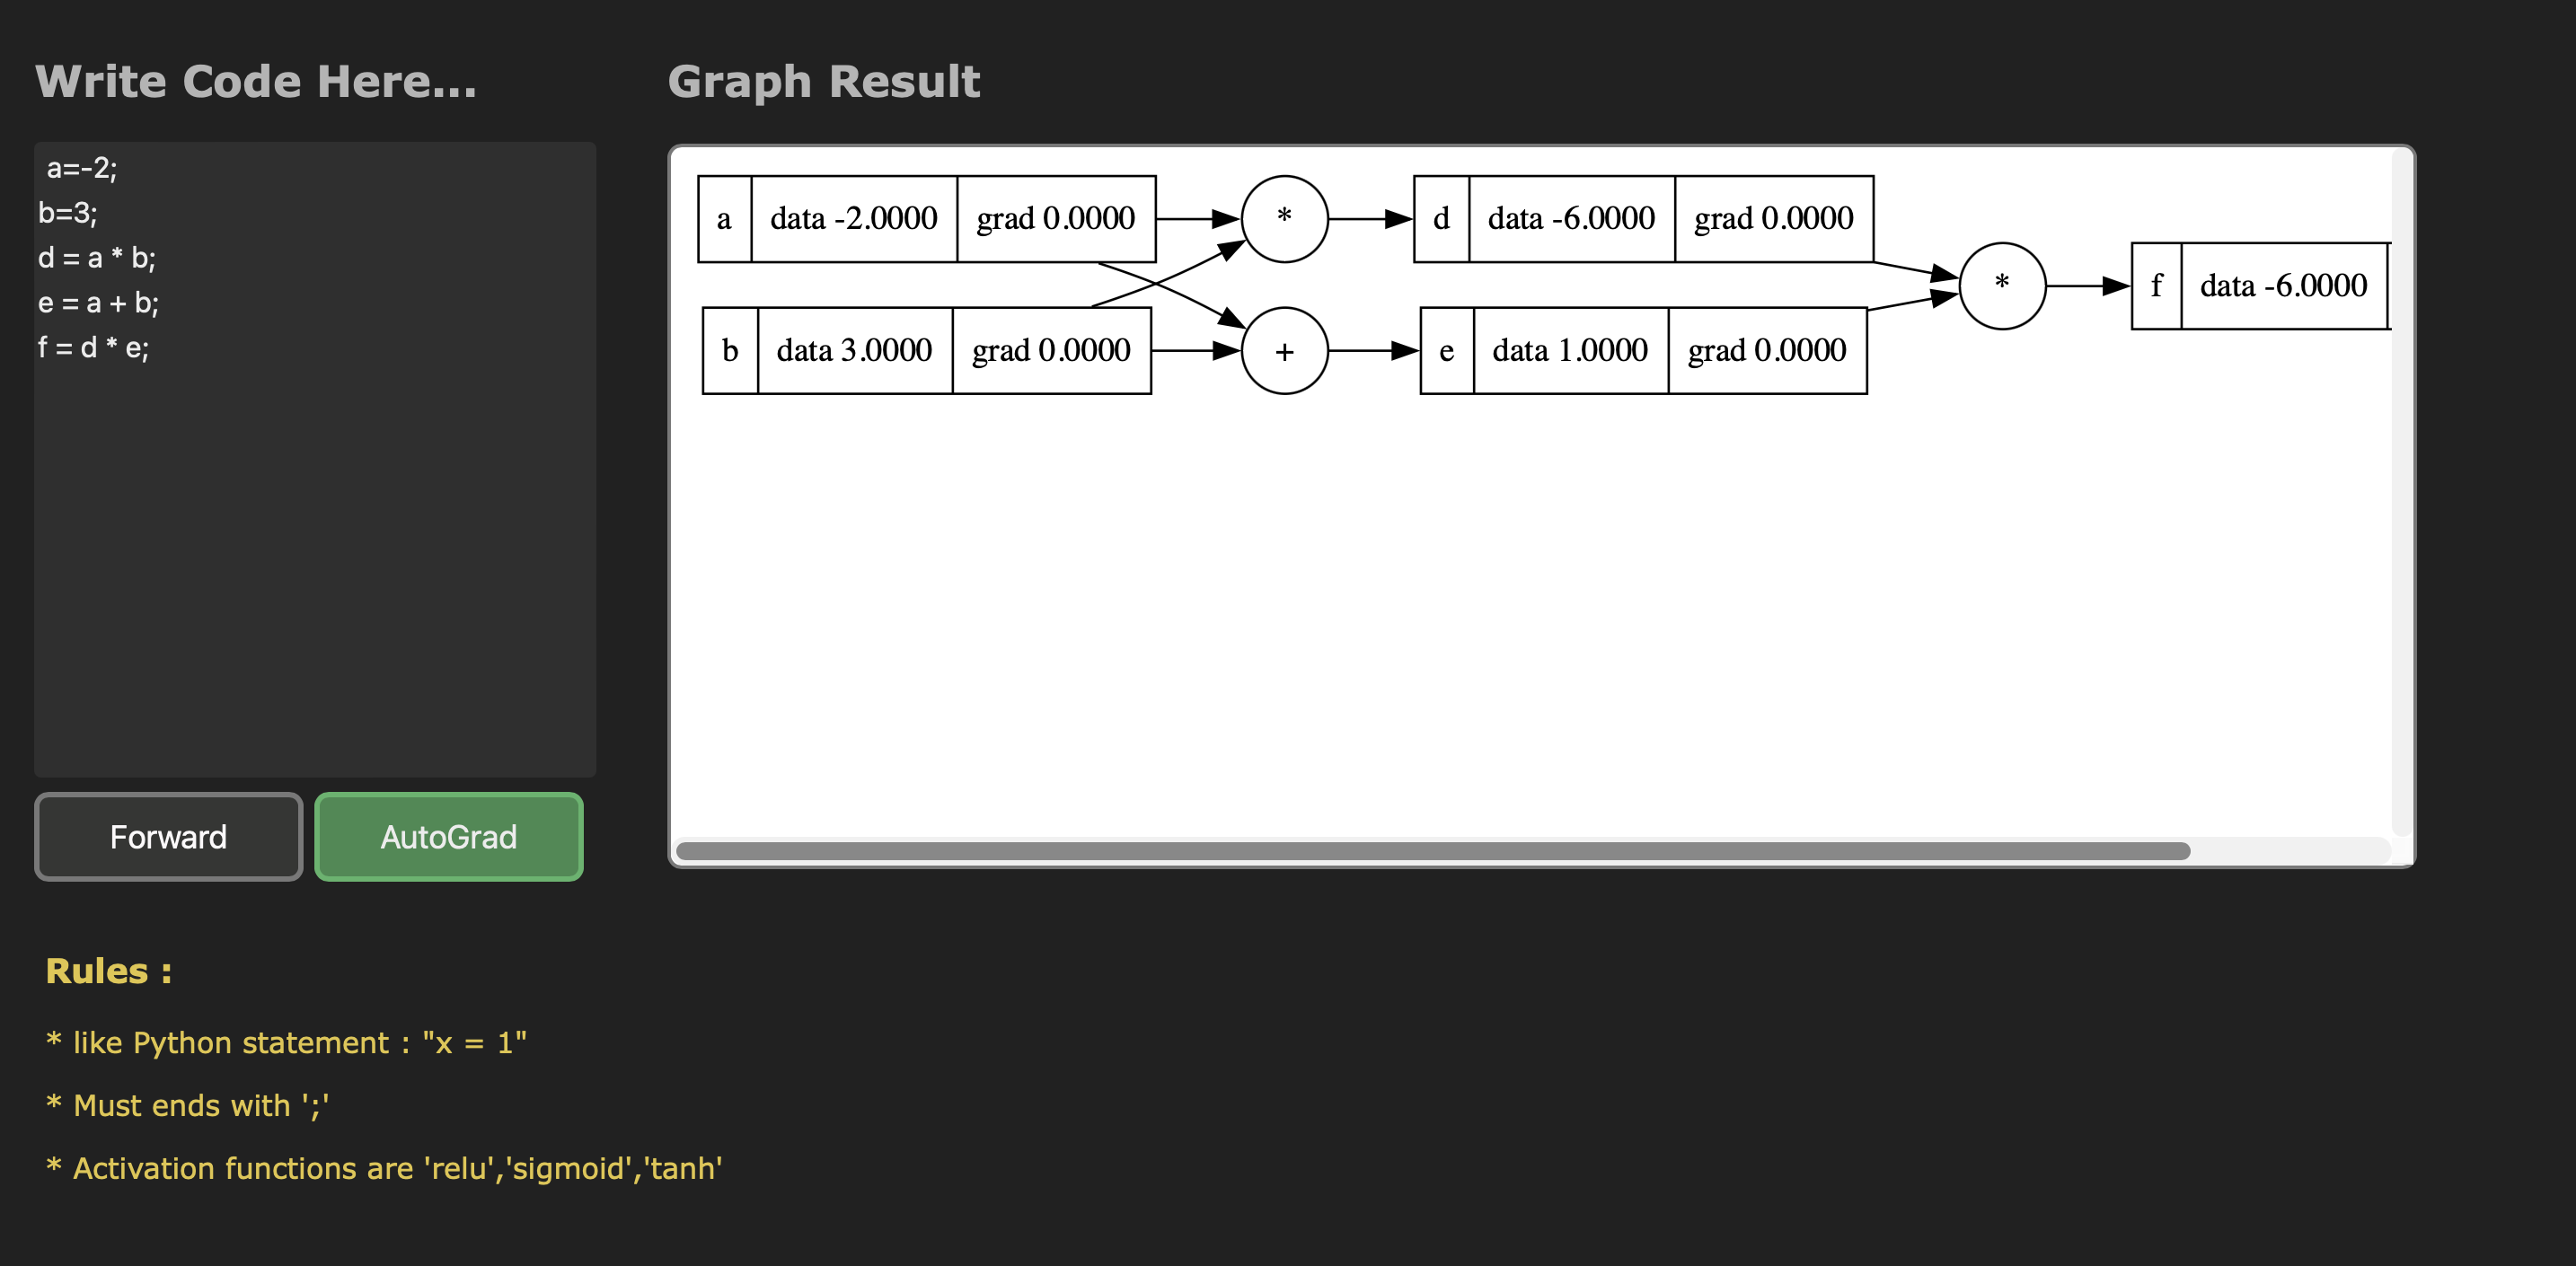 Write Code Here...
a=-2;
b=3;
d = a * b;
e = a + b;
f = d * e;
Forward
AutoGrad
Graph Result
a data -2.0000 grad 0.0000
*
d data -6.0000 grad 0.0000
*
f data -6.0000
b data 3.0000 grad 0.0000
+
e data 1.0000 grad 0.0000
Rules :
* like Python statement : "x = 1"
* Must ends with ';'
* Activation functions are 'relu','sigmoid','tanh'